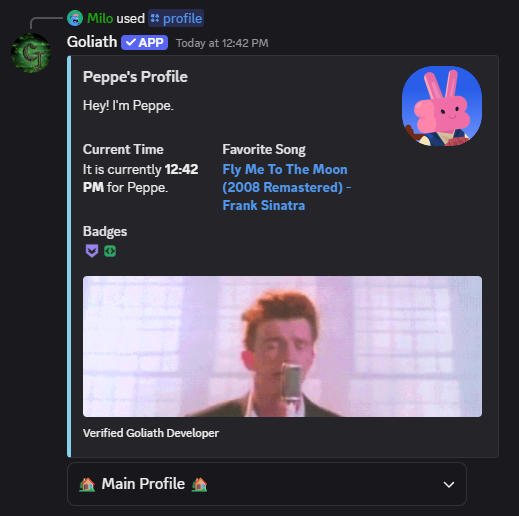 Milo used profile
Goliath ✓ APP Today at 12:42 PM
Peppe's Profile
Hey! I'm Peppe.
Current Time
It is currently 12:42
PM for Peppe.
Favorite Song
Fly Me To The Moon
(2008 Remastered) -
Frank Sinatra
Badges
Verified Goliath Developer
Main Profile